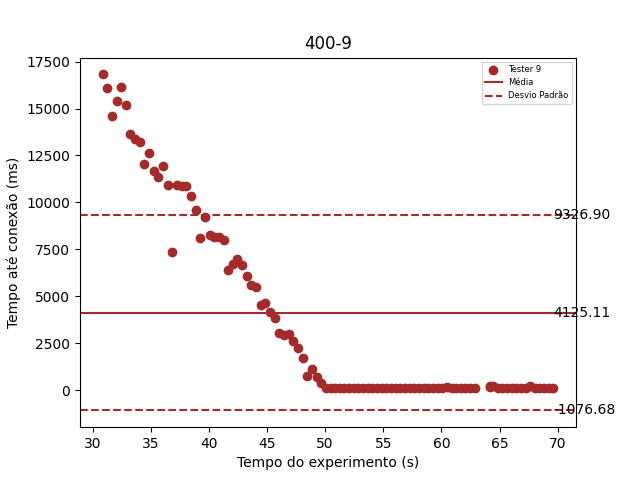 400-9
Tempo até conexão (ms)
17500
15000
12500
10000
7500
5000
2500
0
Tester 9
Média
Desvio Padrão
9326.90
4125.11
-1076.68
30 35 40 45 50 55 60 65 70
Tempo do experimento (s)